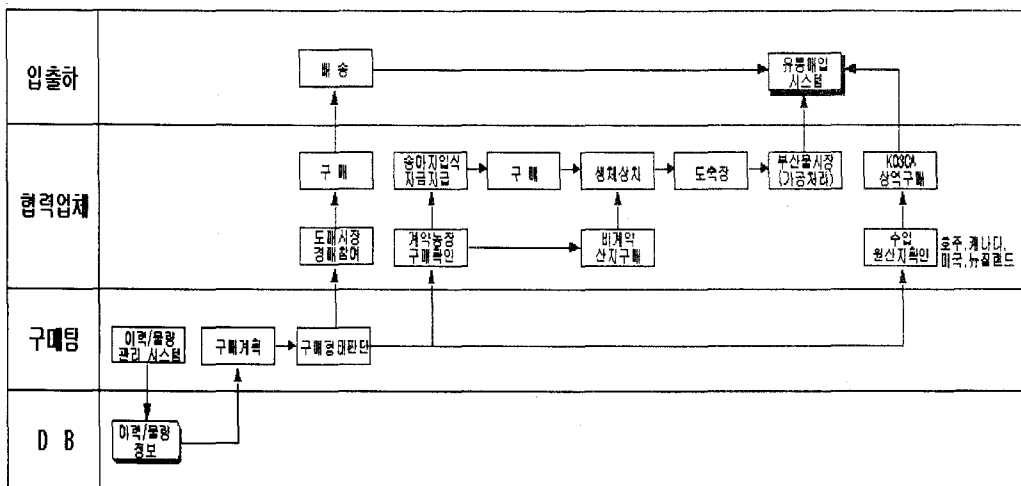 입출하
배 송
유통매입
시스템
협력업체
구 매
송아지입식
자금지급
구 매
생체상차
도축장
부산물시장
(가공처리)
KOSCA
상역구매
도매시장
경매참여
계약농장
구매확인
비계약
산지구매
수입
원산지확인
호주,캐나다,
미국,뉴질랜드
구매팀
이력/물량
관리 시스템
구매계획
구매형태판단
D B
이력/물량
정보